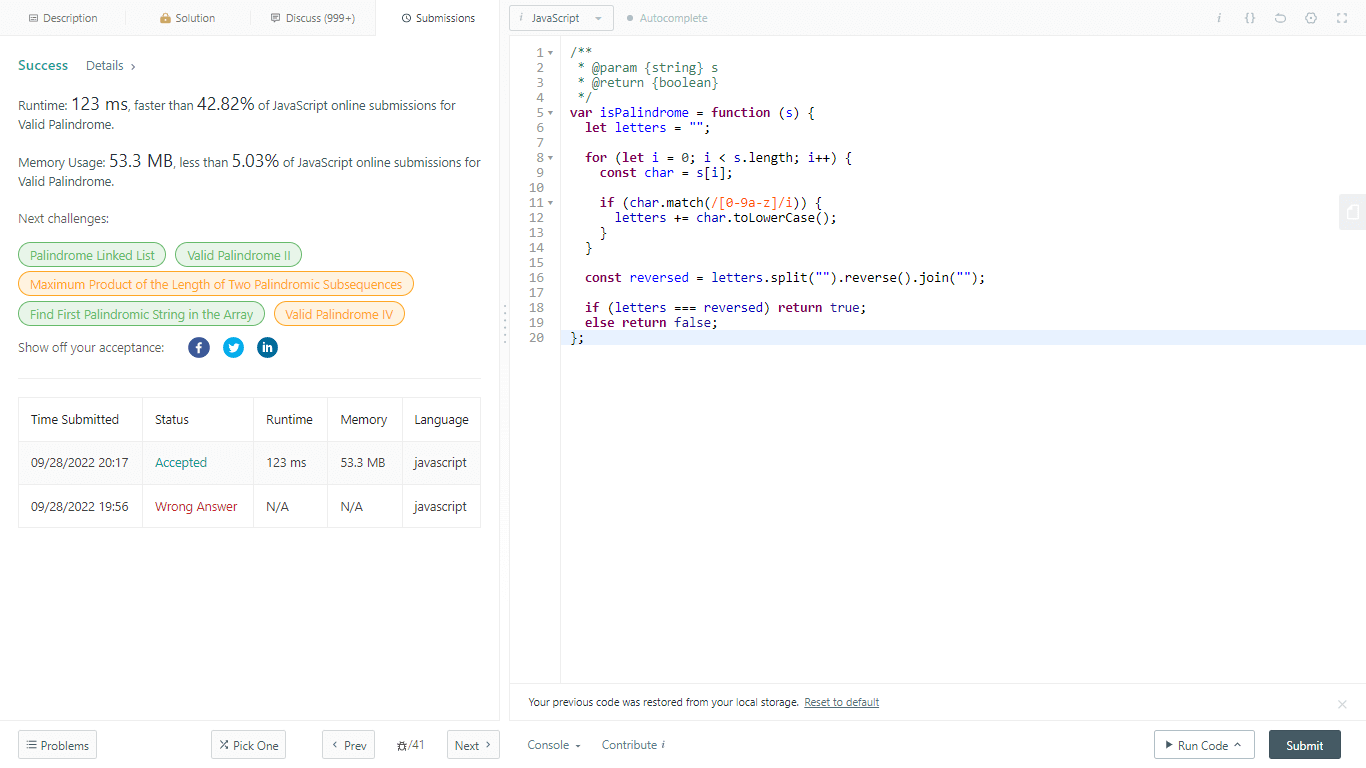 Description
Solution
Discuss (999+)
Submissions
Success
Details
Runtime: 123 ms, faster than 42.82% of JavaScript online submissions for
Valid Palindrome.
Memory Usage: 53.3 MB, less than 5.03% of JavaScript online submissions for
Valid Palindrome.
Next challenges:
Palindrome Linked List
Valid Palindrome II
Maximum Product of the Length of Two Palindromic Subsequences
Find First Palindromic String in the Array
Valid Palindrome IV
Show off your acceptance:
Time Submitted Status Runtime Memory Language
09/28/2022 20:17 Accepted 123 ms 53.3 MB javascript
09/28/2022 19:56 Wrong Answer N/A N/A javascript
Problems
Pick One
Prev
/41
Next
i JavaScript
Autocomplete
i {}
1 /**
2  * @param {string} s
3  * @return {boolean}
4  */
5 var isPalindrome = function (s) {
6   let letters = "";
7
8   for (let i = 0; i < s.length; i++) {
9     const char = s[i];
10
11     if (char.match(/[0-9a-z]/i)) {
12       letters += char.toLowerCase();
13     }
14   }
15
16   const reversed = letters.split("").reverse().join("");
17
18   if (letters === reversed) return true;
19   else return false;
20 };
Your previous code was restored from your local storage. Reset to default
Console
Contribute i
Run Code
Submit